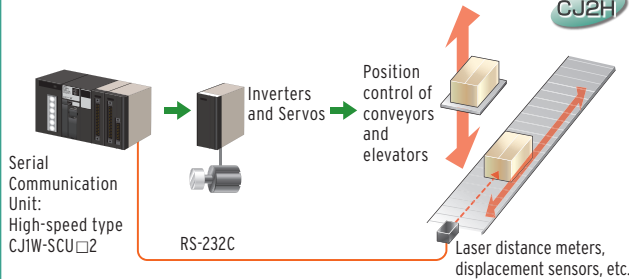 CJ2H
Inverters
and Servos
Position
control of
conveyors
and
elevators
Serial
Communication
Unit:
High-speed type
CJ1W-SCU□2
RS-232C
Laser distance meters,
displacement sensors, etc.